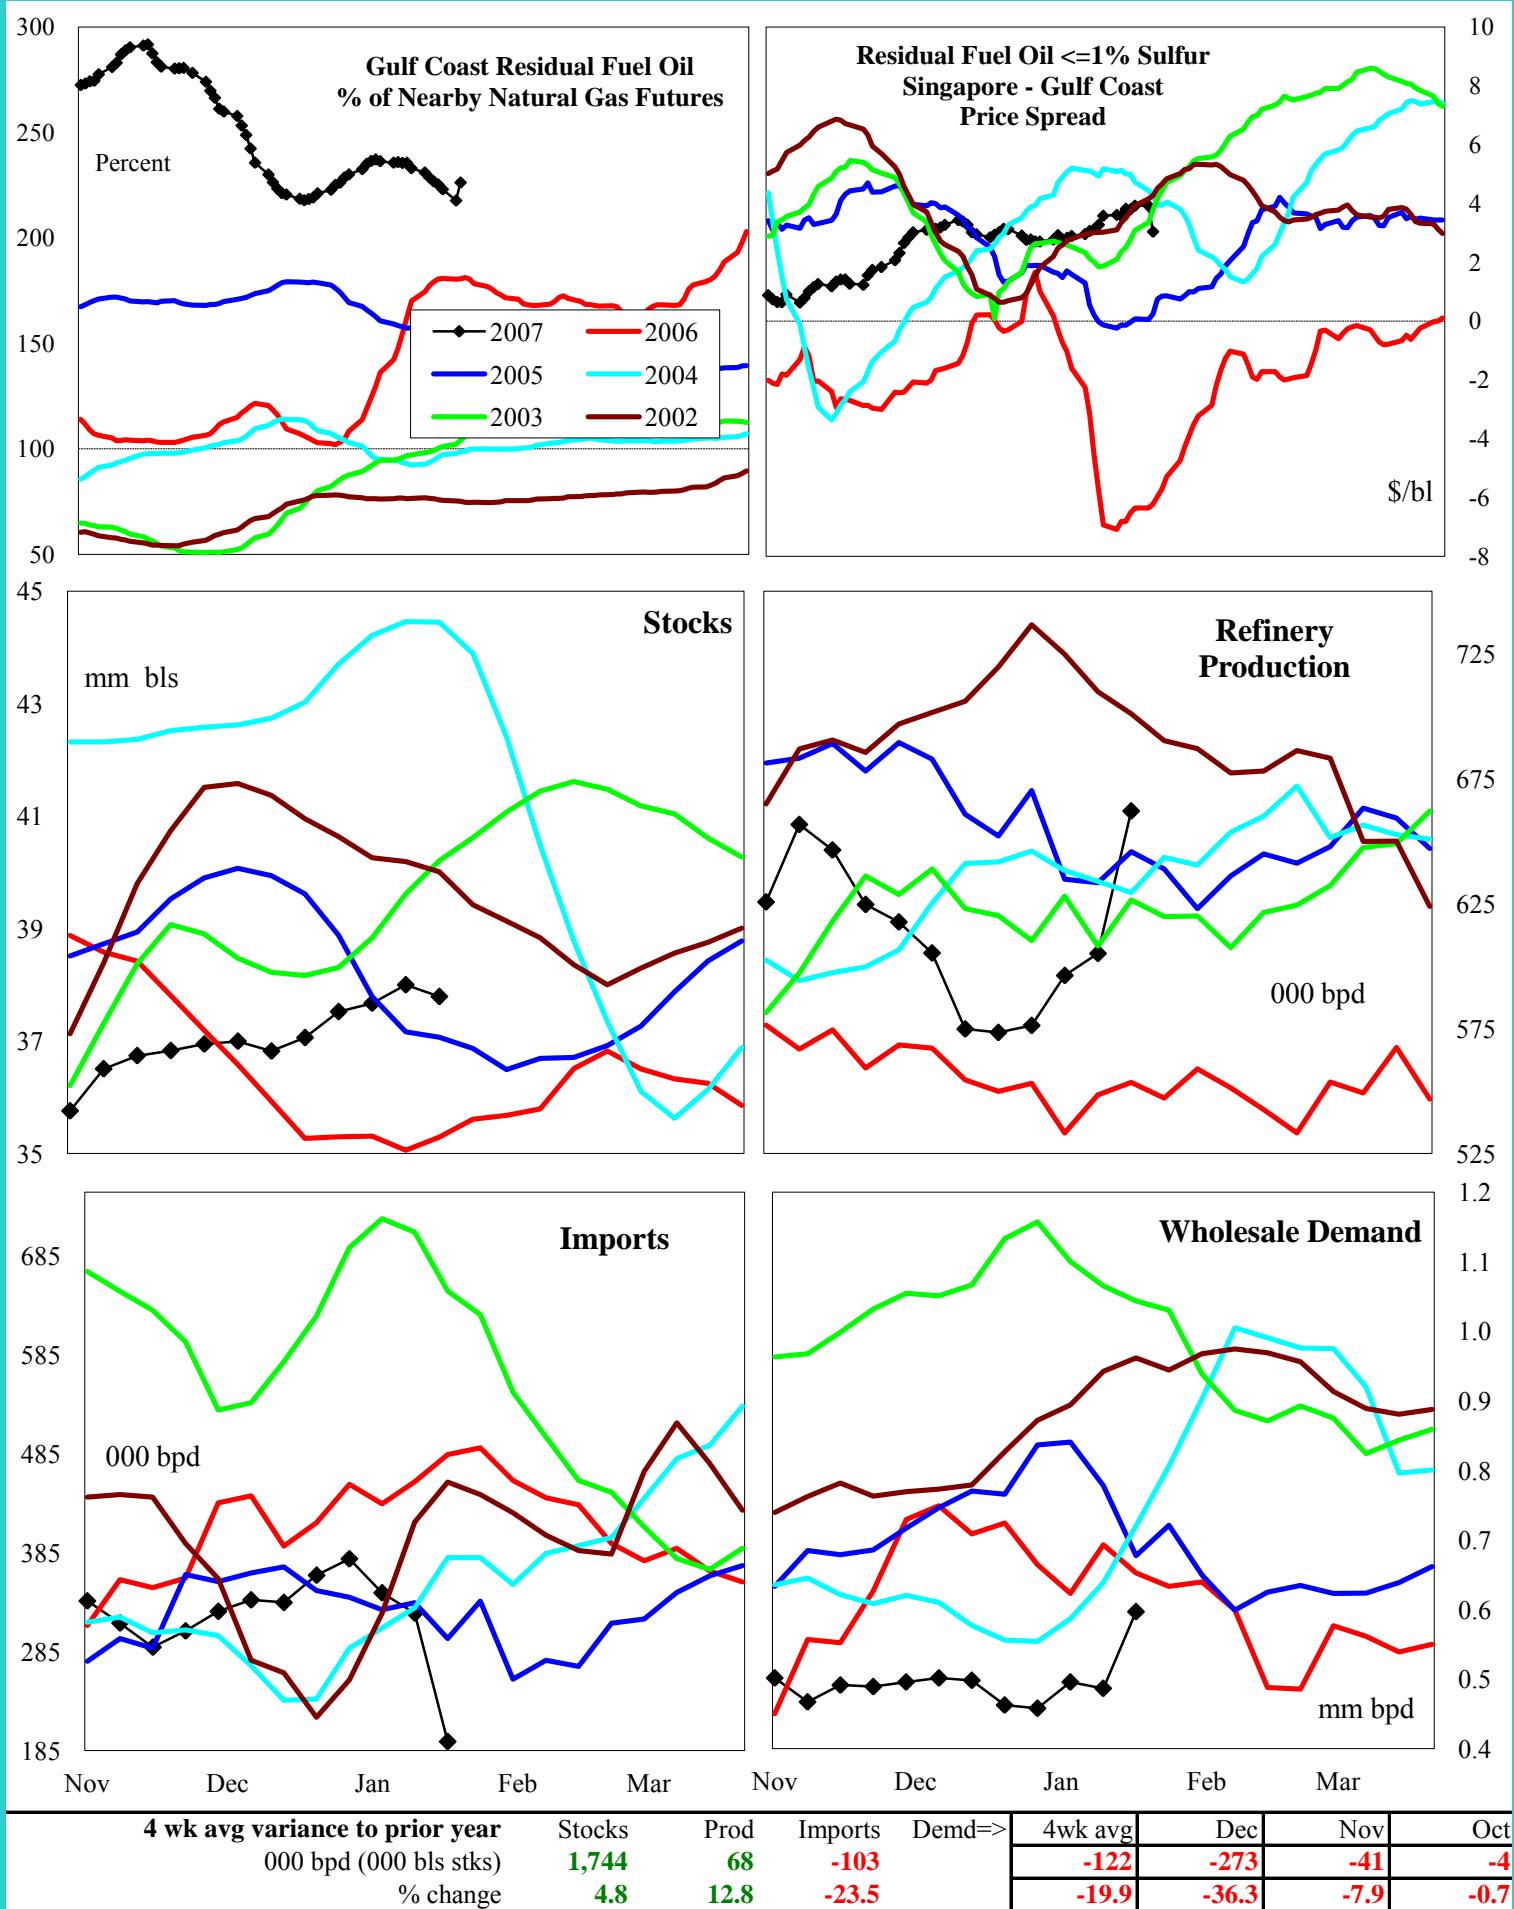 300
250
200
150
100
50
Gulf Coast Residual Fuel Oil
% of Nearby Natural Gas Futures
Percent
2007 2006
2005 2004
2003 2002
Residual Fuel Oil <=1% Sulfur
Singapore - Gulf Coast
Price Spread
$/bl
10
8
6
4
2
0
-2
-4
-6
-8
45
43
41
39
37
35
Stocks
mm bls
Refinery
Production
000 bpd
725
675
625
575
525
685
585
485
385
285
185
Imports
000 bpd
Nov Dec Jan Feb Mar
Wholesale Demand
mm bpd
1.2
1.1
1.0
0.9
0.8
0.7
0.6
0.5
0.4
Nov Dec Jan Feb Mar
4 wk avg variance to prior year Stocks Prod Imports Demd=> 4wk avg Dec Nov Oct
000 bpd (000 bls stks) 1,744 68 -103 -122 -273 -41 -4
% change 4.8 12.8 -23.5 -19.9 -36.3 -7.9 -0.7